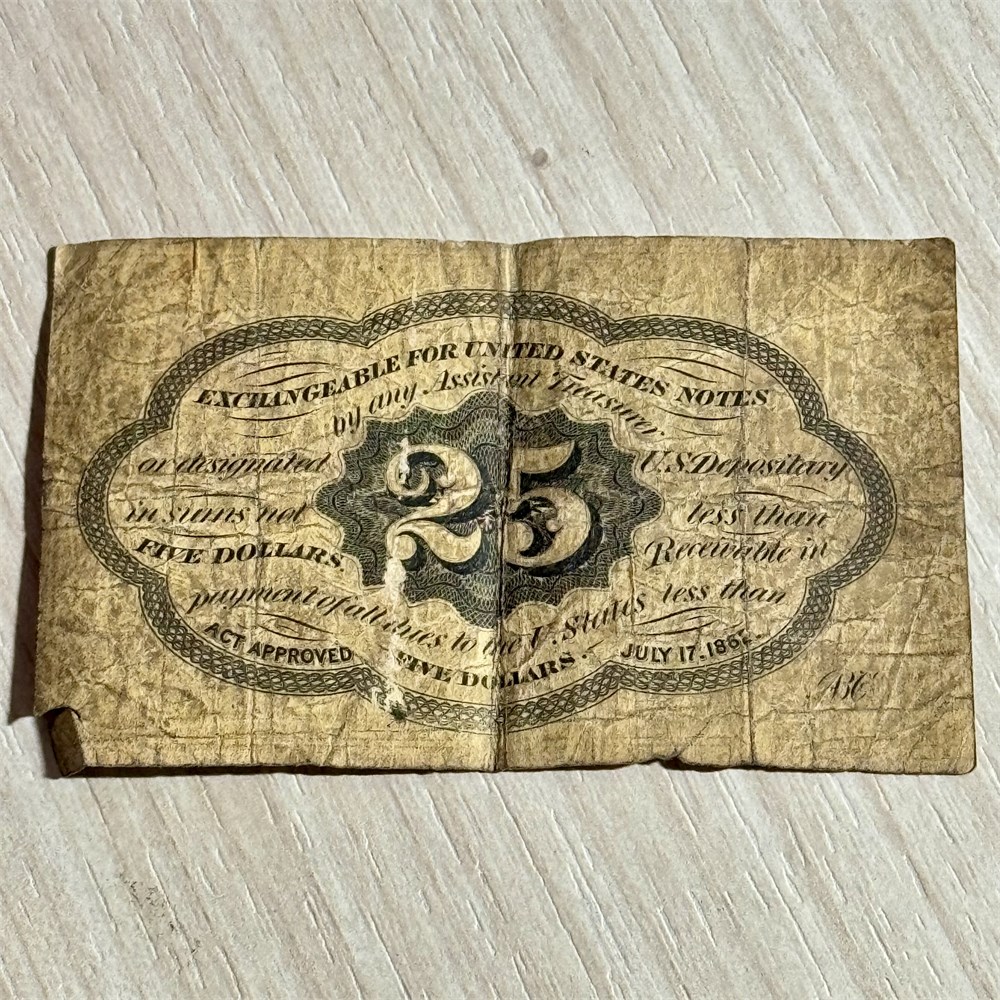 EXCHANGEABLE FOR UNITED STATES NOTES
by any Assistant Treasurer
or designated U.S. Depositary
in sums not less than
FIVE DOLLARS. Receivable in
payment of all dues to the U. States less than
FIVE DOLLARS.
ACT APPROVED JULY 17. 1862.
25
ABC